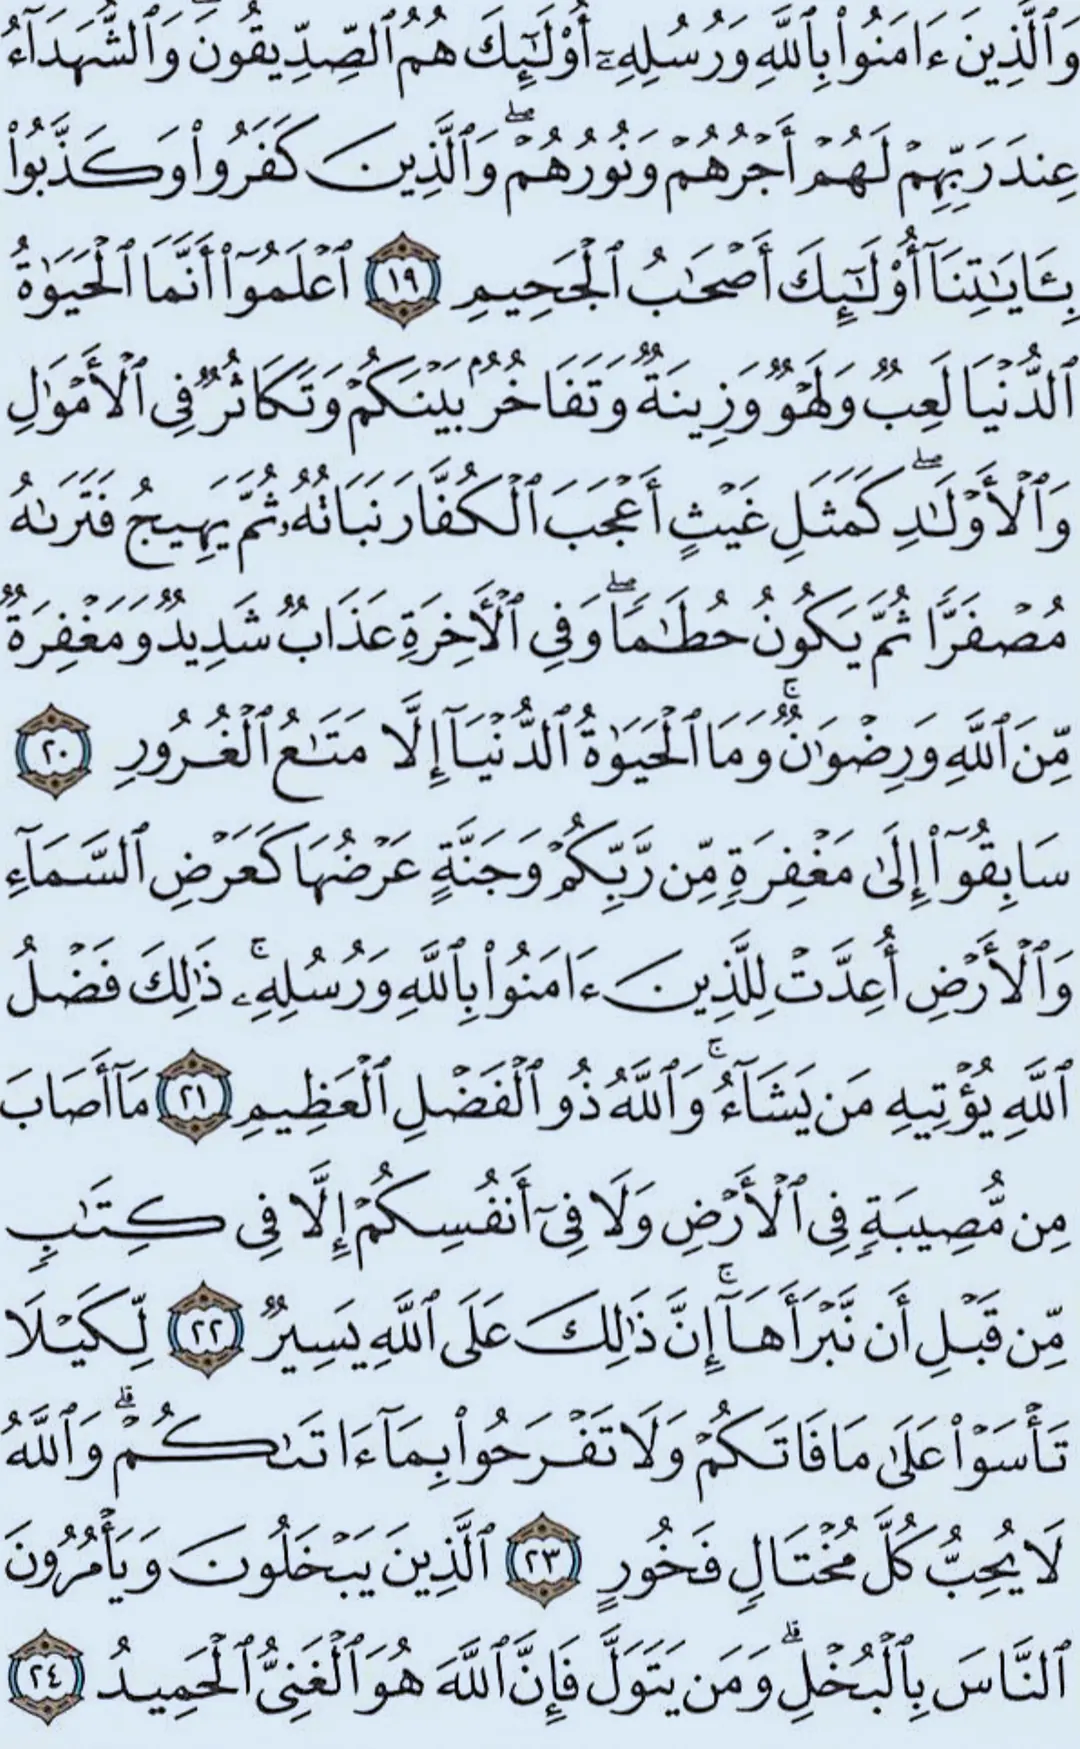 وَٱلَّذِينَ ءَامَنُوا۟ بِٱللَّهِ وَرُسُلِهِۦٓ أُو۟لَـٰٓئِكَ هُمُ ٱلصِّدِّيقُونَ ۖ وَٱلشُّهَدَآءُ
عِندَ رَبِّهِمْ لَهُمْ أَجْرُهُمْ وَنُورُهُمْ ۖ وَٱلَّذِينَ كَفَرُوا۟ وَكَذَّبُوا۟
بِـَٔايَـٰتِنَآ أُو۟لَـٰٓئِكَ أَصْحَـٰبُ ٱلْجَحِيمِ ١٩ ٱعْلَمُوٓا۟ أَنَّمَا ٱلْحَيَوٰةُ
ٱلدُّنْيَا لَعِبٌ وَلَهْوٌ وَزِينَةٌ وَتَفَاخُرٌۢ بَيْنَكُمْ وَتَكَاثُرٌ فِى ٱلْأَمْوَٰلِ
وَٱلْأَوْلَـٰدِ ۖ كَمَثَلِ غَيْثٍ أَعْجَبَ ٱلْكُفَّارَ نَبَاتُهُۥ ثُمَّ يَهِيجُ فَتَرَىٰهُ
مُصْفَرًّا ثُمَّ يَكُونُ حُطَـٰمًا ۖ وَفِى ٱلْـَٔاخِرَةِ عَذَابٌ شَدِيدٌ وَمَغْفِرَةٌ
مِّنَ ٱللَّهِ وَرِضْوَٰنٌ ۚ وَمَا ٱلْحَيَوٰةُ ٱلدُّنْيَآ إِلَّا مَتَـٰعُ ٱلْغُرُورِ ٢٠
سَابِقُوٓا۟ إِلَىٰ مَغْفِرَةٍ مِّن رَّبِّكُمْ وَجَنَّةٍ عَرْضُهَا كَعَرْضِ ٱلسَّمَآءِ
وَٱلْأَرْضِ أُعِدَّتْ لِلَّذِينَ ءَامَنُوا۟ بِٱللَّهِ وَرُسُلِهِۦ ۚ ذَٰلِكَ فَضْلُ
ٱللَّهِ يُؤْتِيهِ مَن يَشَآءُ ۚ وَٱللَّهُ ذُو ٱلْفَضْلِ ٱلْعَظِيمِ ٢١ مَآ أَصَابَ
مِن مُّصِيبَةٍ فِى ٱلْأَرْضِ وَلَا فِىٓ أَنفُسِكُمْ إِلَّا فِى كِتَـٰبٍ
مِّن قَبْلِ أَن نَّبْرَأَهَآ ۚ إِنَّ ذَٰلِكَ عَلَى ٱللَّهِ يَسِيرٌ ٢٢ لِّكَيْلَا
تَأْسَوْا۟ عَلَىٰ مَا فَاتَكُمْ وَلَا تَفْرَحُوا۟ بِمَآ ءَاتَىٰكُمْ ۗ وَٱللَّهُ
لَا يُحِبُّ كُلَّ مُخْتَالٍ فَخُورٍ ٢٣ ٱلَّذِينَ يَبْخَلُونَ وَيَأْمُرُونَ
ٱلنَّاسَ بِٱلْبُخْلِ ۗ وَمَن يَتَوَلَّ فَإِنَّ ٱللَّهَ هُوَ ٱلْغَنِىُّ ٱلْحَمِيدُ ٢٤